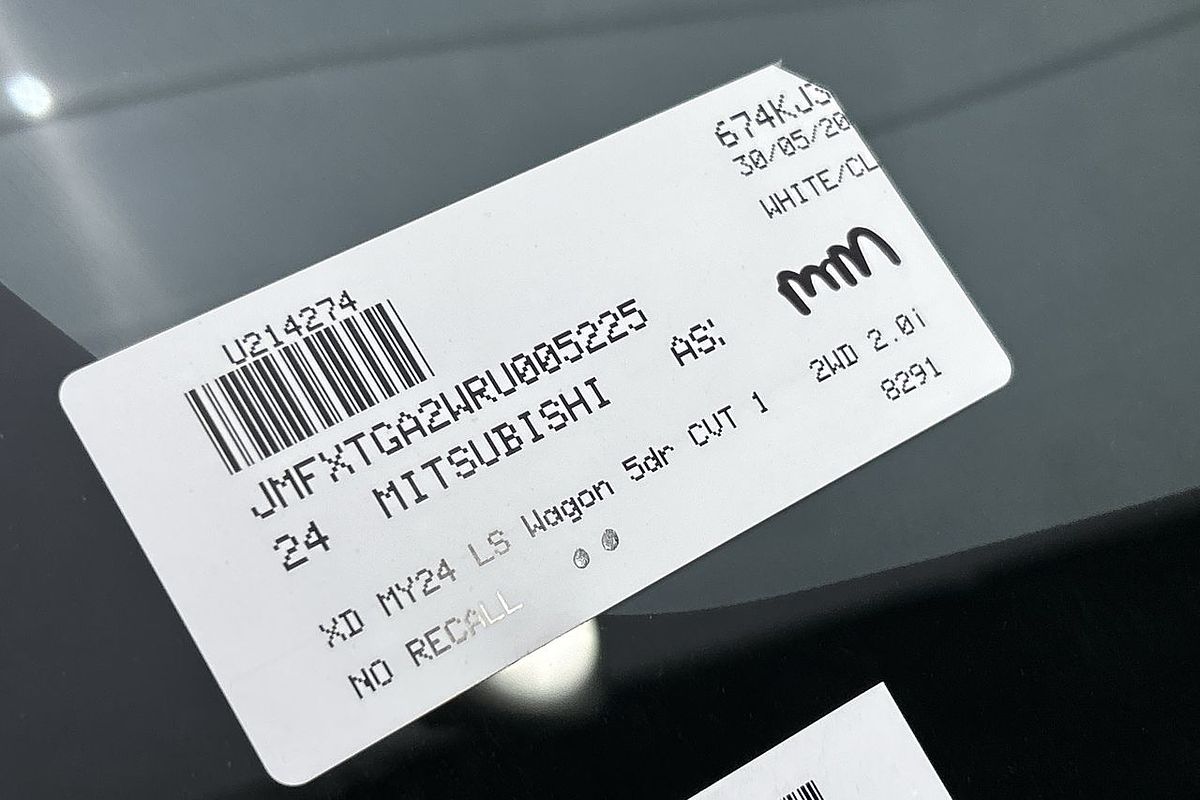 674KJ3
30/05/20
WHITE/CL
U214274
JMFXTGA2WRU005225
24 MITSUBISHI AS
XD MY24 LS Wagon 5dr CVT 1 2WD 2.0i
NO RECALL 8291